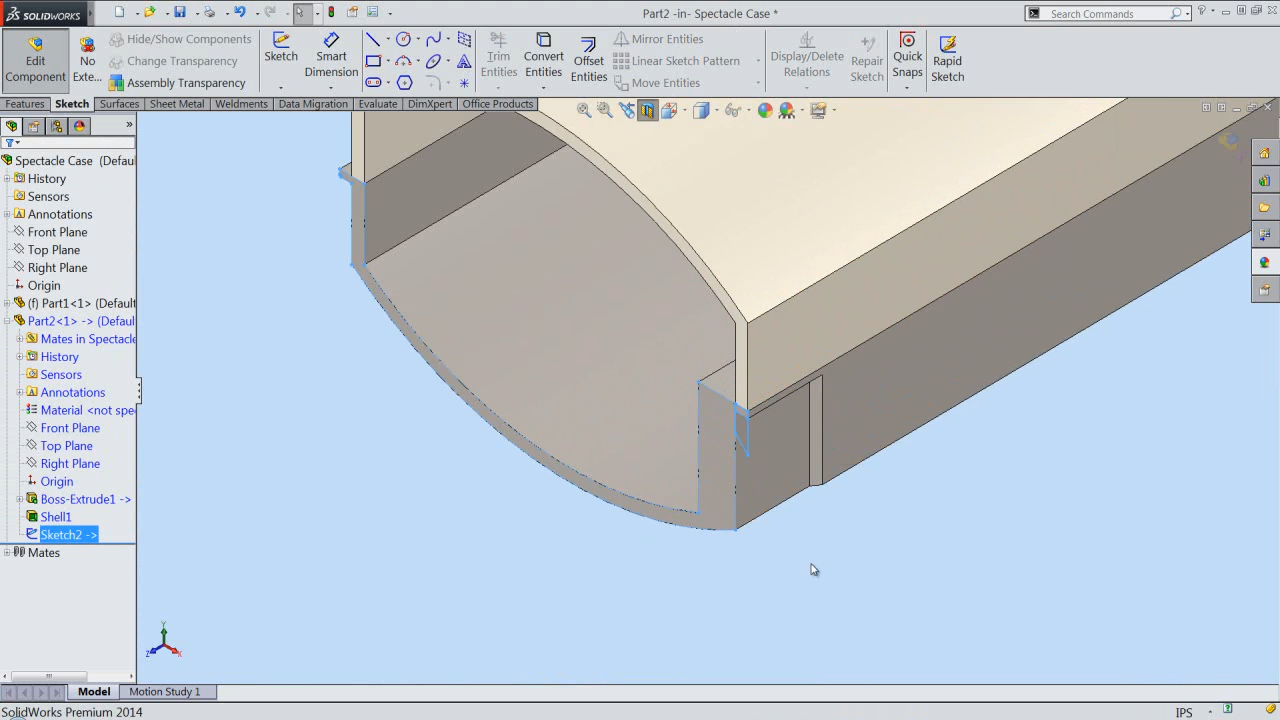 SOLIDWORKS
Part2 -in- Spectacle Case *
Search Commands
Edit Component
No Exte...
Hide/Show Components
Change Transparency
Assembly Transparency
Sketch
Smart Dimension
Trim Entities
Convert Entities
Offset Entities
Mirror Entities
Linear Sketch Pattern
Move Entities
Display/Delete Relations
Repair Sketch
Quick Snaps
Rapid Sketch
Features
Sketch
Surfaces
Sheet Metal
Weldments
Data Migration
Evaluate
DimXpert
Office Products
Spectacle Case (Defau
History
Sensors
Annotations
Front Plane
Top Plane
Right Plane
Origin
(f) Part1<1> (Default
Part2<1> -> (Defau
Mates in Spectacle
History
Sensors
Annotations
Material <not spe
Front Plane
Top Plane
Right Plane
Origin
Boss-Extrude1 ->
Shell1
Sketch2 ->
Mates
Y
Z
X
Model
Motion Study 1
SolidWorks Premium 2014
IPS